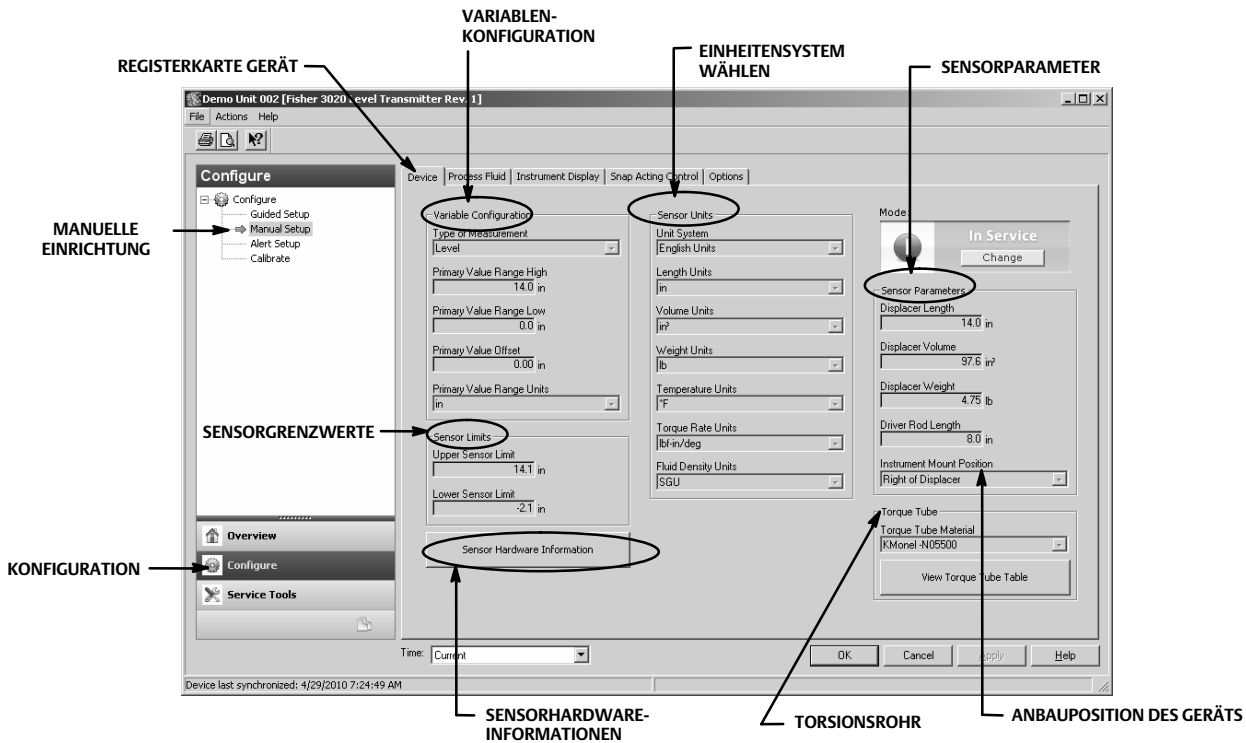 VARIABLEN-
KONFIGURATION
EINHEITENSYSTEM
WÄHLEN
REGISTERKARTE GERÄT
SENSORPARAMETER
Demo Unit 002 [Fisher 3020 Level Transmitter Rev. 1]
File Actions Help
Configure
Configure
Guided Setup
Manual Setup
Alert Setup
Calibrate
MANUELLE
EINRICHTUNG
Device Process Fluid Instrument Display Snap Acting Control Options
Variable Configuration
Type of Measurement
Level
Primary Value Range High
14.0 in
Primary Value Range Low
0.0 in
Primary Value Offset
0.00 in
Primary Value Range Units
in
SENSORGRENZWERTE
Sensor Limits
Upper Sensor Limit
14.1 in
Lower Sensor Limit
-2.1 in
Sensor Hardware Information
Sensor Units
Unit System
English Units
Length Units
in
Volume Units
in³
Weight Units
lb
Temperature Units
°F
Torque Rate Units
lbf-in/deg
Fluid Density Units
SGU
Mode:
In Service
Change
Sensor Parameters
Displacer Length
14.0 in
Displacer Volume
97.6 in³
Displacer Weight
4.75 lb
Driver Rod Length
8.0 in
Instrument Mount Position
Right of Displacer
Torque Tube
Torque Tube Material
KMonel -N05500
View Torque Tube Table
Overview
KONFIGURATION
Configure
Service Tools
Time: Current
OK Cancel Apply Help
Device last synchronized: 4/29/2010 7:24:49 AM
SENSORHARDWARE-
INFORMATIONEN
TORSIONSROHR
ANBAUPOSITION DES GERÄTS